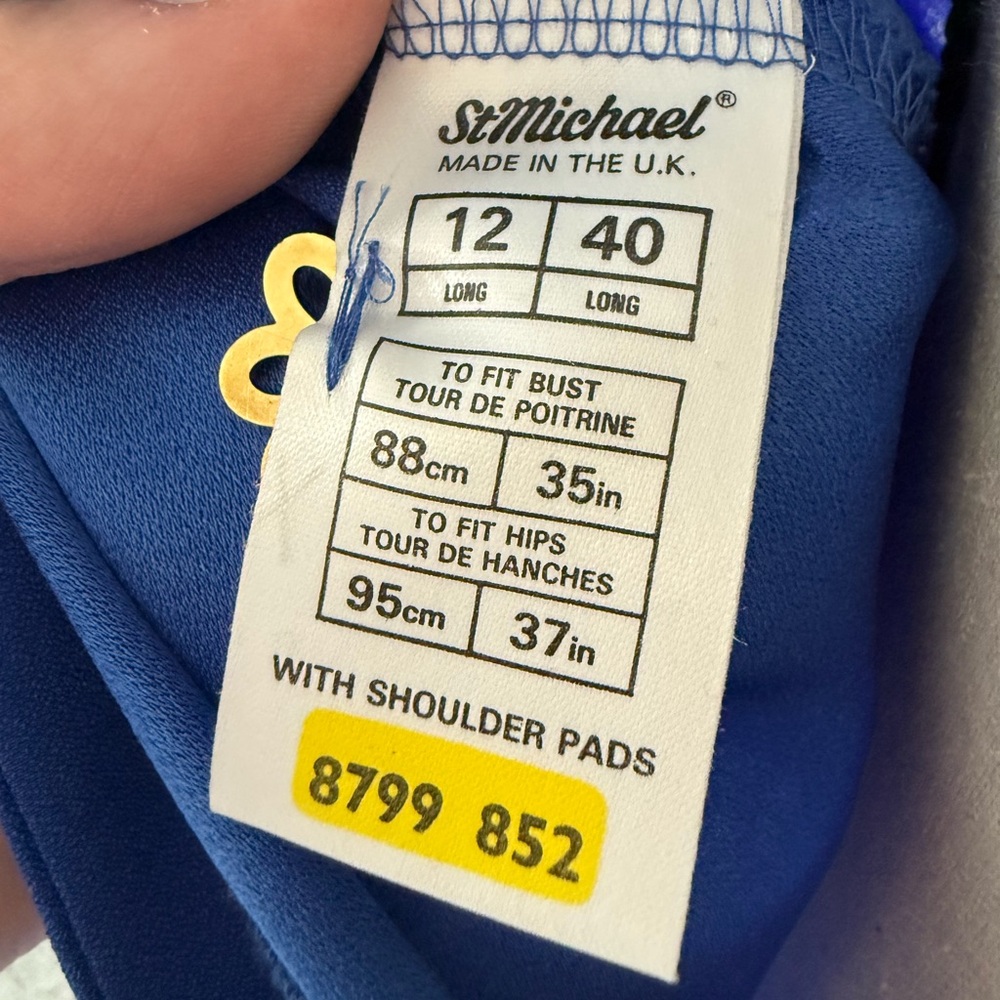 StMichael®
MADE IN THE U.K.
12 40
LONG LONG
TO FIT BUST
TOUR DE POITRINE
88cm 35in
TO FIT HIPS
TOUR DE HANCHES
95cm 37in
WITH SHOULDER PADS
8799 852